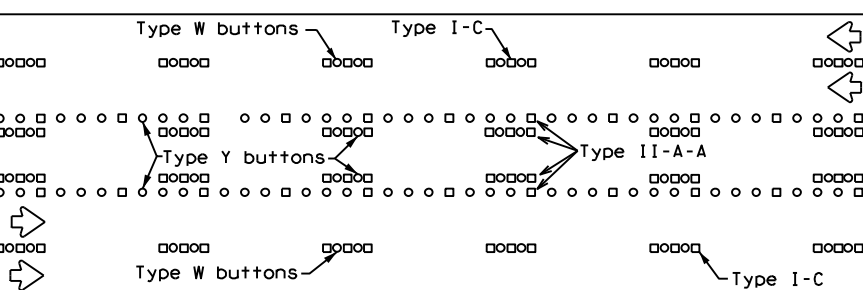 Type W buttons
Type I-C
Type Y buttons
Type II-A-A
Type W buttons
Type I-C